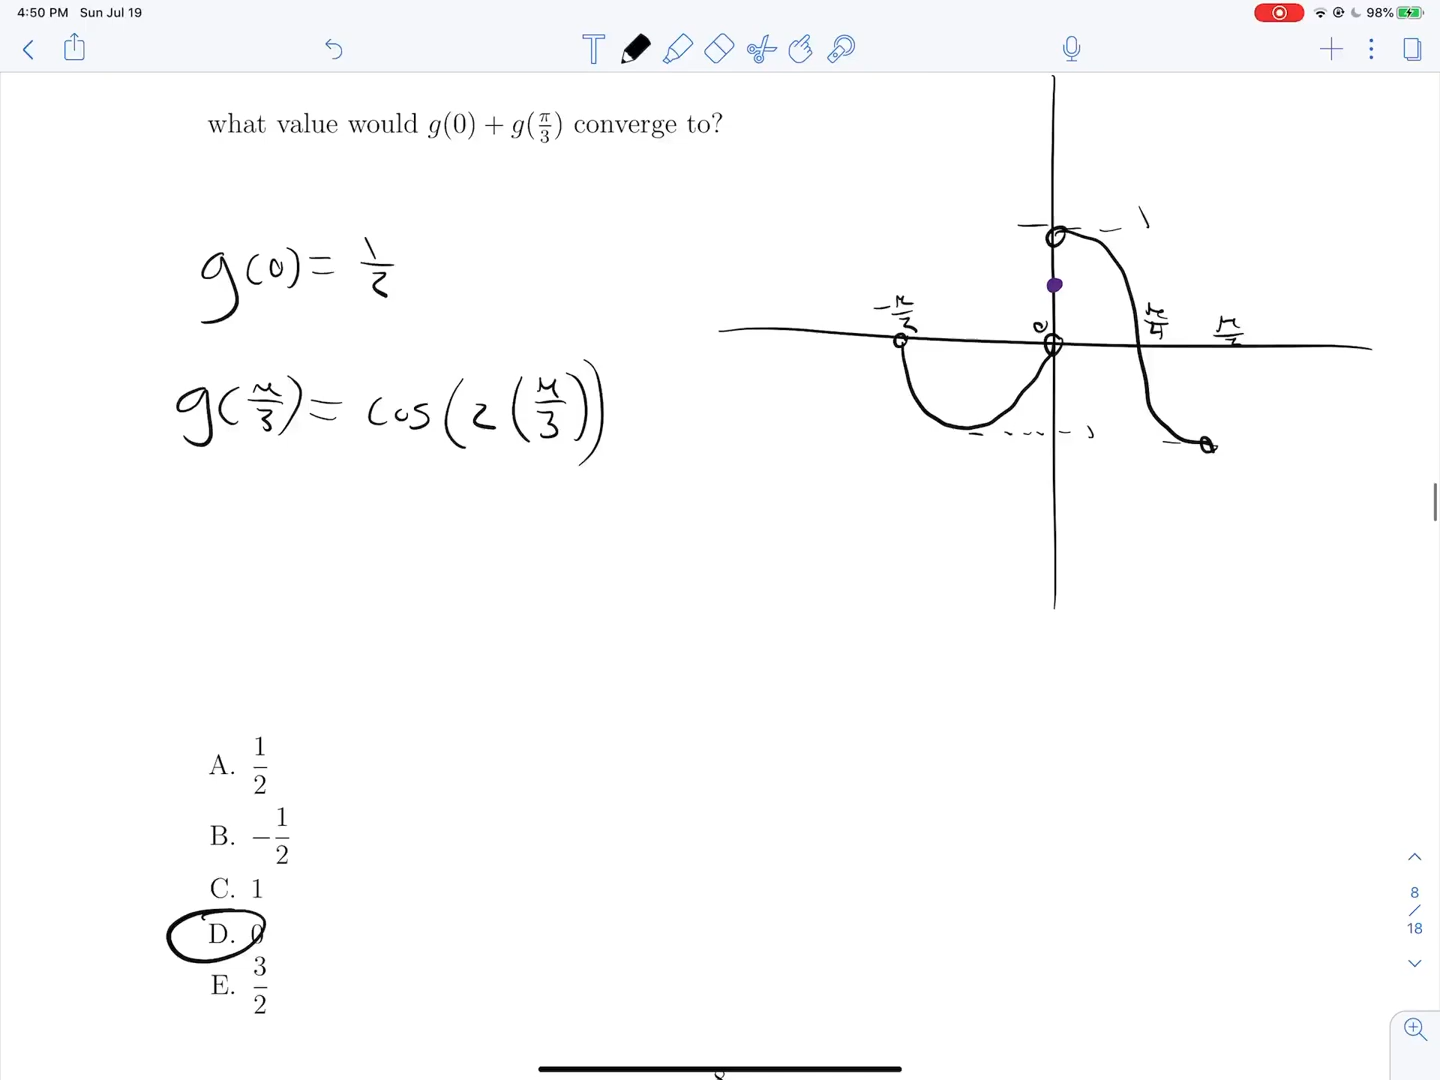 4:50 PM Sun Jul 19
98%
what value would g(0) + g(π/3) converge to?
1
g(0) = 1/2
-π/2
0
π/4
π/2
g(π/3) = cos(2(π/3))
A. 1/2
B. −1/2
C. 1
D. 0
E. 3/2
8
/
18